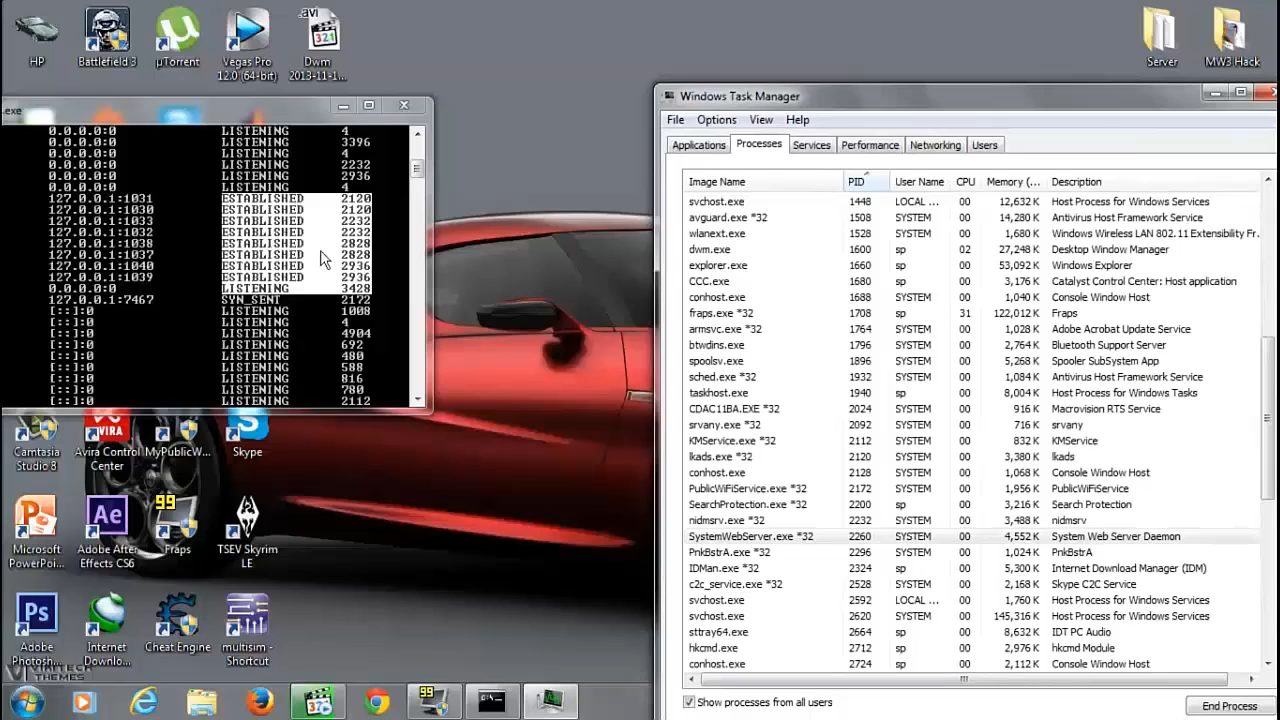 HP
Battlefield 3
µTorrent
Vegas Pro
12.0 (64-bit)
.avi
321
Dwm
2013-11-1...
Server
MW3 Hack
.exe
0.0.0.0:0 LISTENING 4
0.0.0.0:0 LISTENING 3396
0.0.0.0:0 LISTENING 4
0.0.0.0:0 LISTENING 2232
0.0.0.0:0 LISTENING 2936
0.0.0.0:0 LISTENING 4
127.0.0.1:1031 ESTABLISHED 2120
127.0.0.1:1030 ESTABLISHED 2120
127.0.0.1:1033 ESTABLISHED 2232
127.0.0.1:1032 ESTABLISHED 2232
127.0.0.1:1038 ESTABLISHED 2828
127.0.0.1:1037 ESTABLISHED 2828
127.0.0.1:1040 ESTABLISHED 2936
127.0.0.1:1039 ESTABLISHED 2936
0.0.0.0:0 LISTENING 3428
127.0.0.1:7467 SYN_SENT 2172
[::]:0 LISTENING 1008
[::]:0 LISTENING 4
[::]:0 LISTENING 4904
[::]:0 LISTENING 692
[::]:0 LISTENING 480
[::]:0 LISTENING 588
[::]:0 LISTENING 816
[::]:0 LISTENING 780
[::]:0 LISTENING 2112
Windows Task Manager
File Options View Help
Applications Processes Services Performance Networking Users
Image Name PID User Name CPU Memory (... Description
svchost.exe 1448 LOCAL ... 00 12,632 K Host Process for Windows Services
avguard.exe *32 1508 SYSTEM 00 14,280 K Antivirus Host Framework Service
wlanext.exe 1528 SYSTEM 00 1,680 K Windows Wireless LAN 802.11 Extensibility Fr.
dwm.exe 1600 sp 02 27,248 K Desktop Window Manager
explorer.exe 1660 sp 00 53,092 K Windows Explorer
CCC.exe 1680 sp 00 3,176 K Catalyst Control Center: Host application
conhost.exe 1688 SYSTEM 00 1,040 K Console Window Host
fraps.exe *32 1708 sp 31 122,012 K Fraps
armsvc.exe *32 1764 SYSTEM 00 1,028 K Adobe Acrobat Update Service
btwdins.exe 1796 SYSTEM 00 2,764 K Bluetooth Support Server
spoolsv.exe 1896 SYSTEM 00 5,268 K Spooler SubSystem App
sched.exe *32 1932 SYSTEM 00 1,084 K Antivirus Host Framework Service
taskhost.exe 1940 sp 00 8,004 K Host Process for Windows Tasks
CDAC11BA.EXE *32 2024 SYSTEM 00 916 K Macrovision RTS Service
srvany.exe *32 2092 SYSTEM 00 716 K srvany
KMService.exe *32 2112 SYSTEM 00 832 K KMService
lkads.exe *32 2120 SYSTEM 00 3,380 K lkads
conhost.exe 2128 SYSTEM 00 1,068 K Console Window Host
PublicWiFiService.exe *32 2172 SYSTEM 00 1,956 K PublicWiFiService
SearchProtection.exe *32 2200 sp 00 3,216 K Search Protection
nidmsrv.exe *32 2232 SYSTEM 00 3,488 K nidmsrv
SystemWebServer.exe *32 2260 SYSTEM 00 4,552 K System Web Server Daemon
PnkBstrA.exe *32 2296 SYSTEM 00 1,024 K PnkBstrA
IDMan.exe *32 2324 sp 00 5,300 K Internet Download Manager (IDM)
c2c_service.exe *32 2528 SYSTEM 00 2,168 K Skype C2C Service
svchost.exe 2592 LOCAL ... 00 1,760 K Host Process for Windows Services
svchost.exe 2620 SYSTEM 00 145,316 K Host Process for Windows Services
sttray64.exe 2664 sp 00 8,632 K IDT PC Audio
hkcmd.exe 2712 sp 00 2,976 K hkcmd Module
conhost.exe 2724 sp 00 2,112 K Console Window Host
Show processes from all users
End Process
Camtasia
Studio 8
VIRA
Avira Control
Center
MyPublicW...
Skype
Microsoft
PowerPoi...
Ae
Adobe After
Effects CS6
99
Fraps
TSEV Skyrim
LE
Ps
Adobe
Photosh...
Internet
Downlo...
Cheat Engine
multisim -
Shortcut
THEMES
99